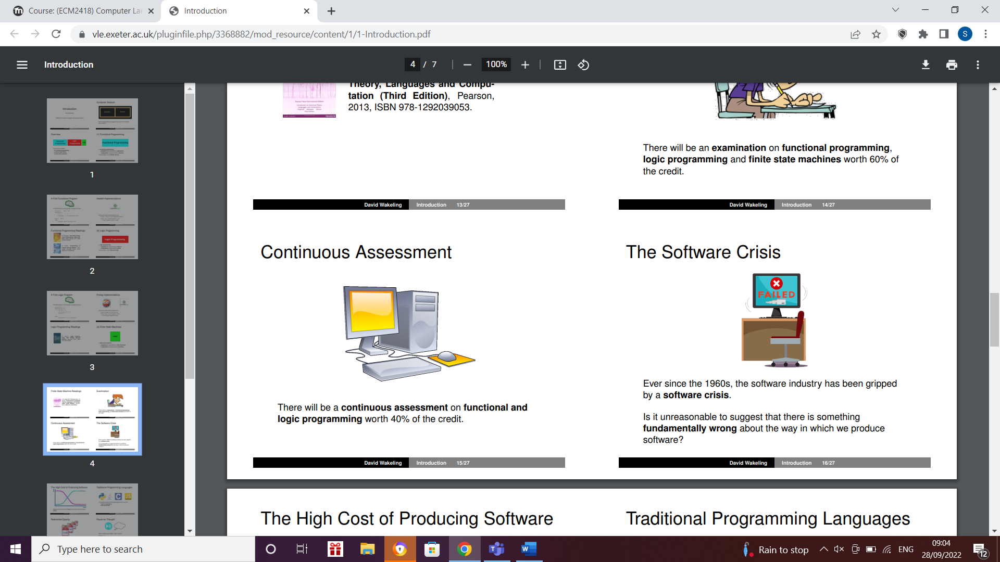 Course: (ECM2418) Computer Lar
Introduction
vle.exeter.ac.uk/pluginfile.php/3368882/mod_resource/content/1/1-Introduction.pdf
S
Introduction
4 / 7
100%
1
2
3
4
Theory, Languages and Compu-
tation (Third Edition), Pearson,
2013, ISBN 978-1292039053.
PEARSON
There will be an examination on functional programming,
logic programming and finite state machines worth 60% of
the credit.
David Wakeling Introduction 13/27
David Wakeling Introduction 14/27
Continuous Assessment
There will be a continuous assessment on functional and
logic programming worth 40% of the credit.
David Wakeling Introduction 15/27
The Software Crisis
FAILED
Ever since the 1960s, the software industry has been gripped
by a software crisis.
Is it unreasonable to suggest that there is something
fundamentally wrong about the way in which we produce
software?
David Wakeling Introduction 16/27
The High Cost of Producing Software
Traditional Programming Languages
Type here to search
Rain to stop
ENG
09:04
28/09/2022
12